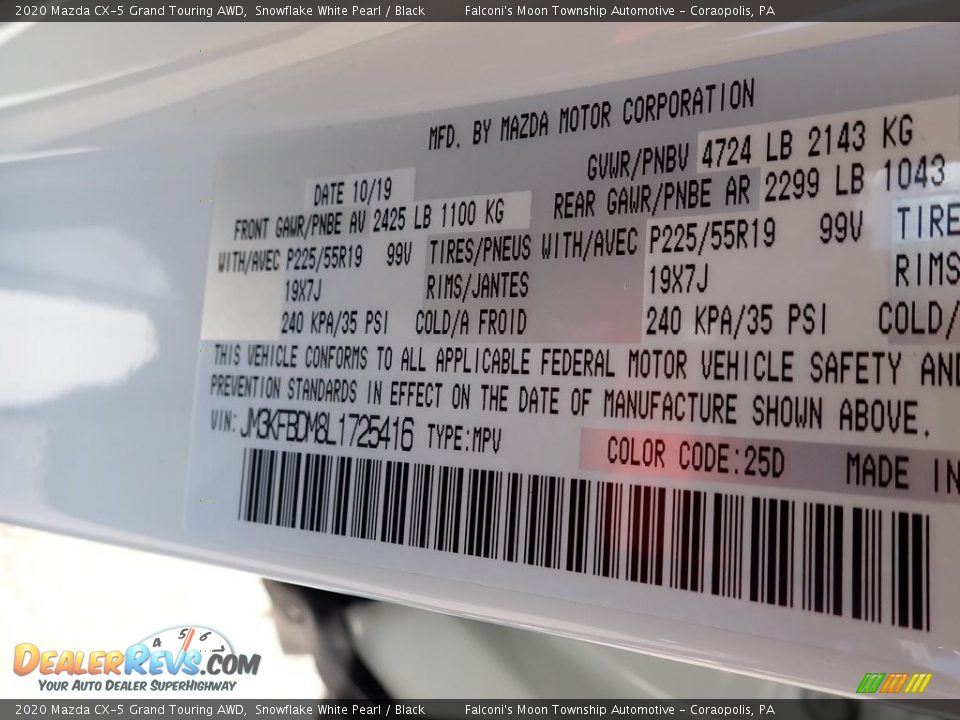 2020 Mazda CX-5 Grand Touring AWD, Snowflake White Pearl / Black Falconi's Moon Township Automotive - Coraopolis, PA
MFD. BY MAZDA MOTOR CORPORATION
DATE 10/19 GVWR/PNBV 4724 LB 2143 KG
FRONT GAWR/PNBE AV 2425 LB 1100 KG REAR GAWR/PNBE AR 2299 LB 1043
WITH/AVEC P225/55R19 99V TIRES/PNEUS WITH/AVEC P225/55R19 99V TIRE
19X7J RIMS/JANTES 19X7J RIMS
240 KPA/35 PSI COLD/A FROID 240 KPA/35 PSI COLD/
THIS VEHICLE CONFORMS TO ALL APPLICABLE FEDERAL MOTOR VEHICLE SAFETY AND
PREVENTION STANDARDS IN EFFECT ON THE DATE OF MANUFACTURE SHOWN ABOVE.
VIN: JM3KFBDM8L1725416 TYPE:MPV
COLOR CODE:25D MADE IN
4 5 6
DEALERREVS.COM
YOUR AUTO DEALER SUPERHIGHWAY
2020 Mazda CX-5 Grand Touring AWD, Snowflake White Pearl / Black Falconi's Moon Township Automotive - Coraopolis, PA